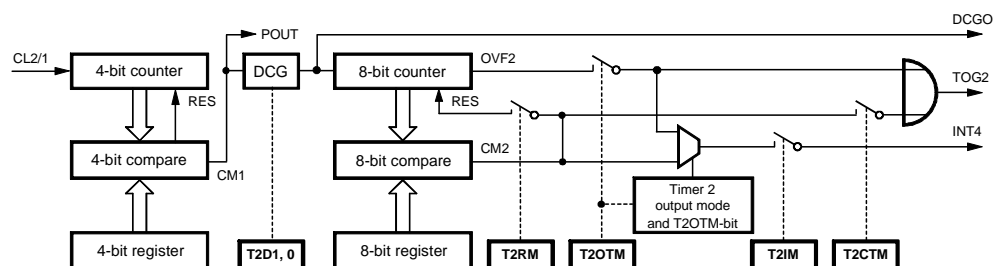 DCGO
POUT
CL2/1
4-bit counter
DCG
8-bit counter
OVF2
TOG2
RES
RES
4-bit compare
CM1
8-bit compare
CM2
INT4
Timer 2
output mode
and T2OTM-bit
4-bit register
T2D1, 0
8-bit register
T2RM
T2OTM
T2IM
T2CTM